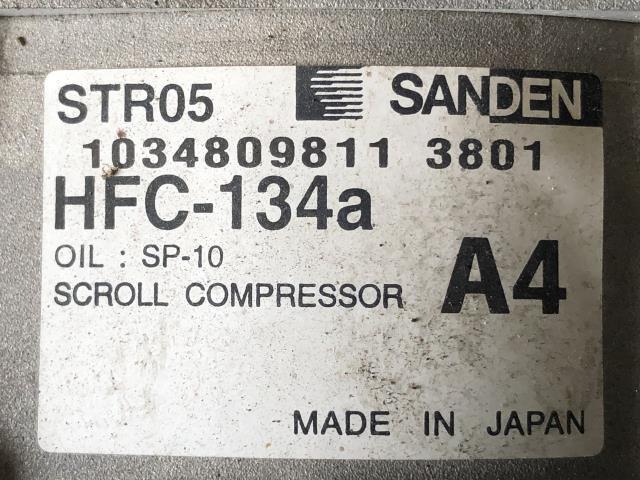 STR05 SANDEN
1034809811 3801
HFC-134a
OIL : SP-10
A4
SCROLL COMPRESSOR
MADE IN JAPAN